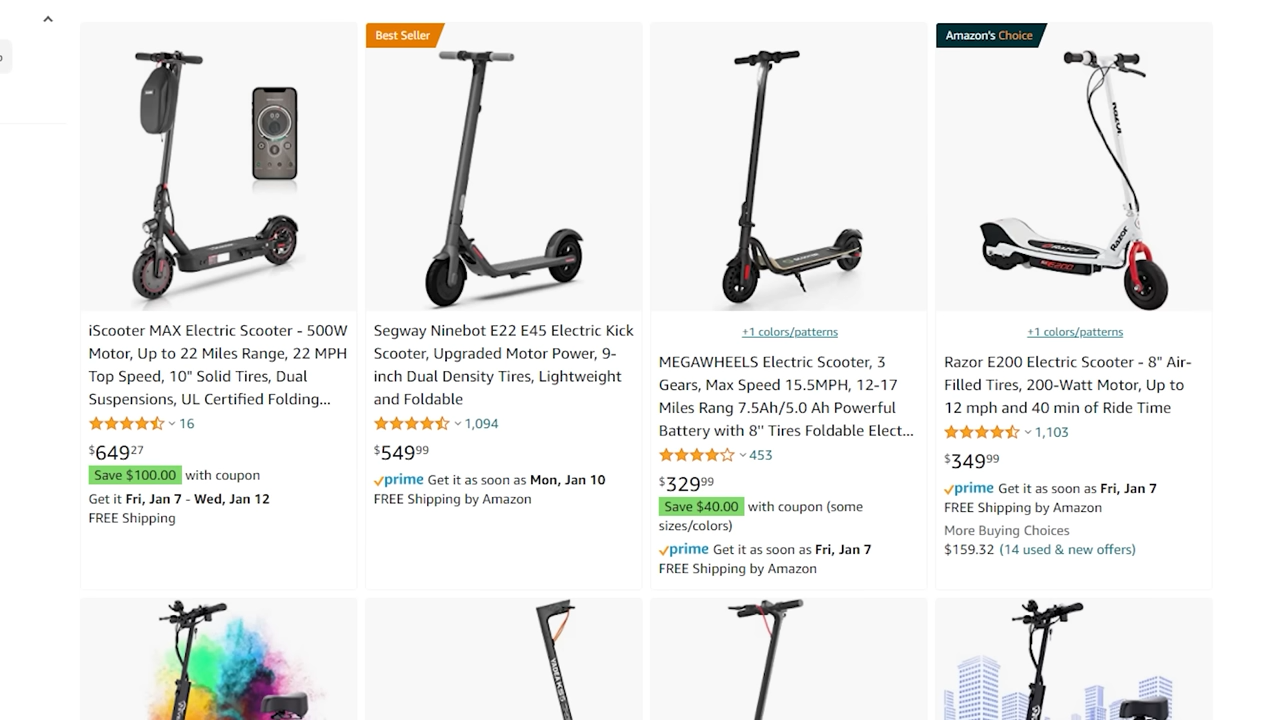 Best Seller
Amazon's Choice
RAZOR
Razor
RAZOR
E200
iScooter MAX Electric Scooter - 500W
Motor, Up to 22 Miles Range, 22 MPH
Top Speed, 10" Solid Tires, Dual
Suspensions, UL Certified Folding...
16
$64927
Save $100.00 with coupon
Get it Fri, Jan 7 - Wed, Jan 12
FREE Shipping
Segway Ninebot E22 E45 Electric Kick
Scooter, Upgraded Motor Power, 9-
inch Dual Density Tires, Lightweight
and Foldable
1,094
$54999
prime Get it as soon as Mon, Jan 10
FREE Shipping by Amazon
+1 colors/patterns
MEGAWHEELS Electric Scooter, 3
Gears, Max Speed 15.5MPH, 12-17
Miles Rang 7.5Ah/5.0 Ah Powerful
Battery with 8'' Tires Foldable Elect...
453
$32999
Save $40.00 with coupon (some
sizes/colors)
prime Get it as soon as Fri, Jan 7
FREE Shipping by Amazon
+1 colors/patterns
Razor E200 Electric Scooter - 8" Air-
Filled Tires, 200-Watt Motor, Up to
12 mph and 40 min of Ride Time
1,103
$34999
prime Get it as soon as Fri, Jan 7
FREE Shipping by Amazon
More Buying Choices
$159.32 (14 used & new offers)